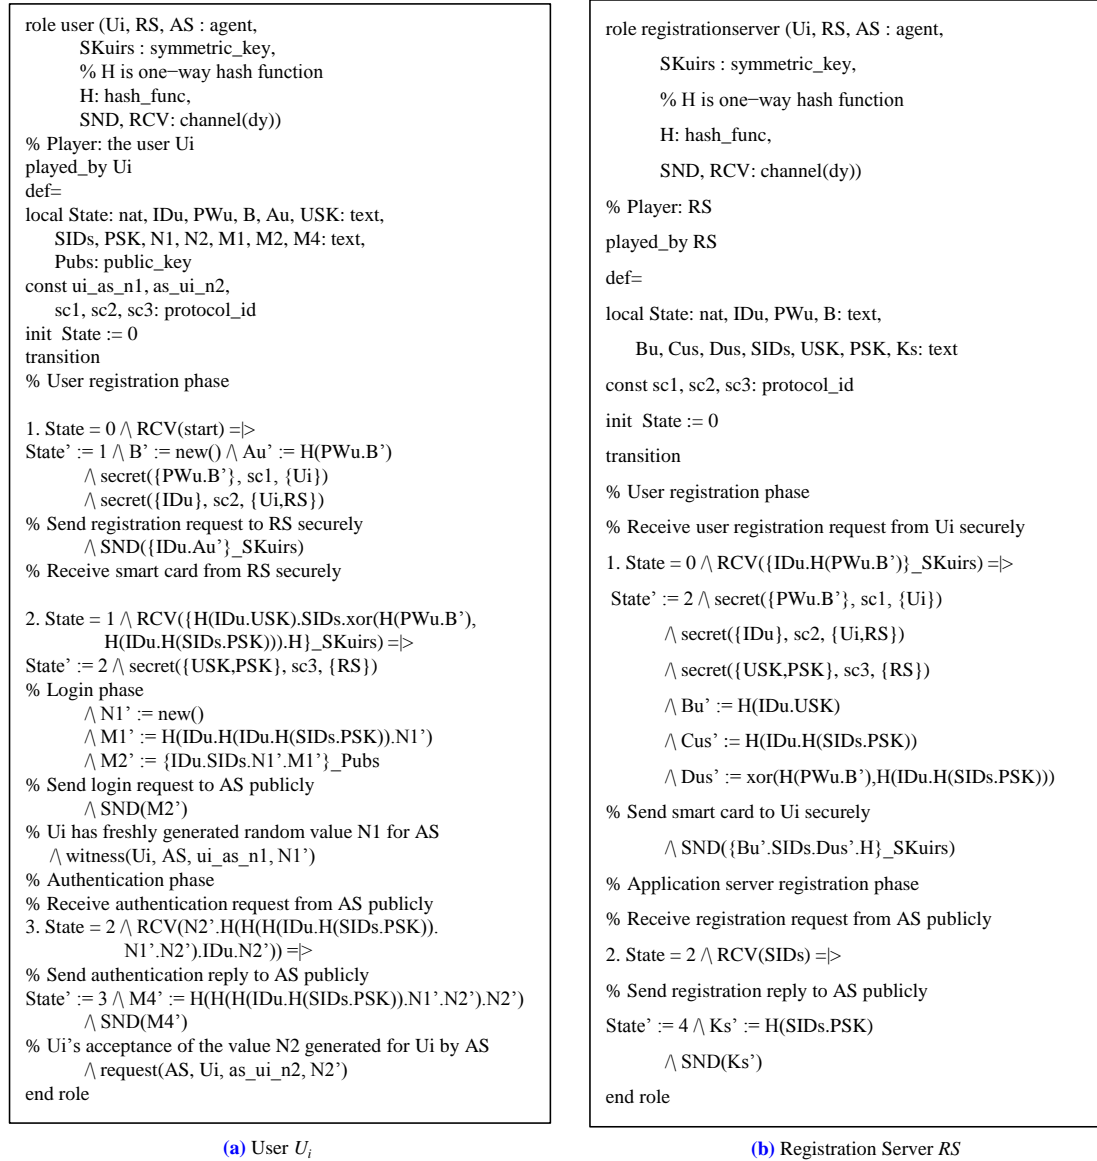 role user (Ui, RS, AS : agent,
SKuirs : symmetric_key,
% H is one−way hash function
H: hash_func,
SND, RCV: channel(dy))
% Player: the user Ui
played_by Ui
def=
local State: nat, IDu, PWu, B, Au, USK: text,
SIDs, PSK, N1, N2, M1, M2, M4: text,
Pubs: public_key
const ui_as_n1, as_ui_n2,
sc1, sc2, sc3: protocol_id
init State := 0
transition
% User registration phase
1. State = 0 /\ RCV(start) =|>
State’ := 1 /\ B’ := new() /\ Au’ := H(PWu.B’)
/\ secret({PWu.B’}, sc1, {Ui})
/\ secret({IDu}, sc2, {Ui,RS})
% Send registration request to RS securely
/\ SND({IDu.Au’}_SKuirs)
% Receive smart card from RS securely
2. State = 1 /\ RCV({H(IDu.USK).SIDs.xor(H(PWu.B’),
H(IDu.H(SIDs.PSK))).H}_SKuirs) =|>
State’ := 2 /\ secret({USK,PSK}, sc3, {RS})
% Login phase
/\ N1’ := new()
/\ M1’ := H(IDu.H(IDu.H(SIDs.PSK)).N1’)
/\ M2’ := {IDu.SIDs.N1’.M1’}_Pubs
% Send login request to AS publicly
/\ SND(M2’)
% Ui has freshly generated random value N1 for AS
/\ witness(Ui, AS, ui_as_n1, N1’)
% Authentication phase
% Receive authentication request from AS publicly
3. State = 2 /\ RCV(N2’.H(H(H(IDu.H(SIDs.PSK)).
N1’.N2’).IDu.N2’)) =|>
% Send authentication reply to AS publicly
State’ := 3 /\ M4’ := H(H(H(IDu.H(SIDs.PSK)).N1’.N2’).N2’)
/\ SND(M4’)
% Ui’s acceptance of the value N2 generated for Ui by AS
/\ request(AS, Ui, as_ui_n2, N2’)
end role
(a) User Ui
role registrationserver (Ui, RS, AS : agent,
SKuirs : symmetric_key,
% H is one−way hash function
H: hash_func,
SND, RCV: channel(dy))
% Player: RS
played_by RS
def=
local State: nat, IDu, PWu, B: text,
Bu, Cus, Dus, SIDs, USK, PSK, Ks: text
const sc1, sc2, sc3: protocol_id
init State := 0
transition
% User registration phase
% Receive user registration request from Ui securely
1. State = 0 /\ RCV({IDu.H(PWu.B’)}_SKuirs) =|>
State’ := 2 /\ secret({PWu.B’}, sc1, {Ui})
/\ secret({IDu}, sc2, {Ui,RS})
/\ secret({USK,PSK}, sc3, {RS})
/\ Bu’ := H(IDu.USK)
/\ Cus’ := H(IDu.H(SIDs.PSK))
/\ Dus’ := xor(H(PWu.B’),H(IDu.H(SIDs.PSK)))
% Send smart card to Ui securely
/\ SND({Bu’.SIDs.Dus’.H}_SKuirs)
% Application server registration phase
% Receive registration request from AS publicly
2. State = 2 /\ RCV(SIDs) =|>
% Send registration reply to AS publicly
State’ := 4 /\ Ks’ := H(SIDs.PSK)
/\ SND(Ks’)
end role
(b) Registration Server RS